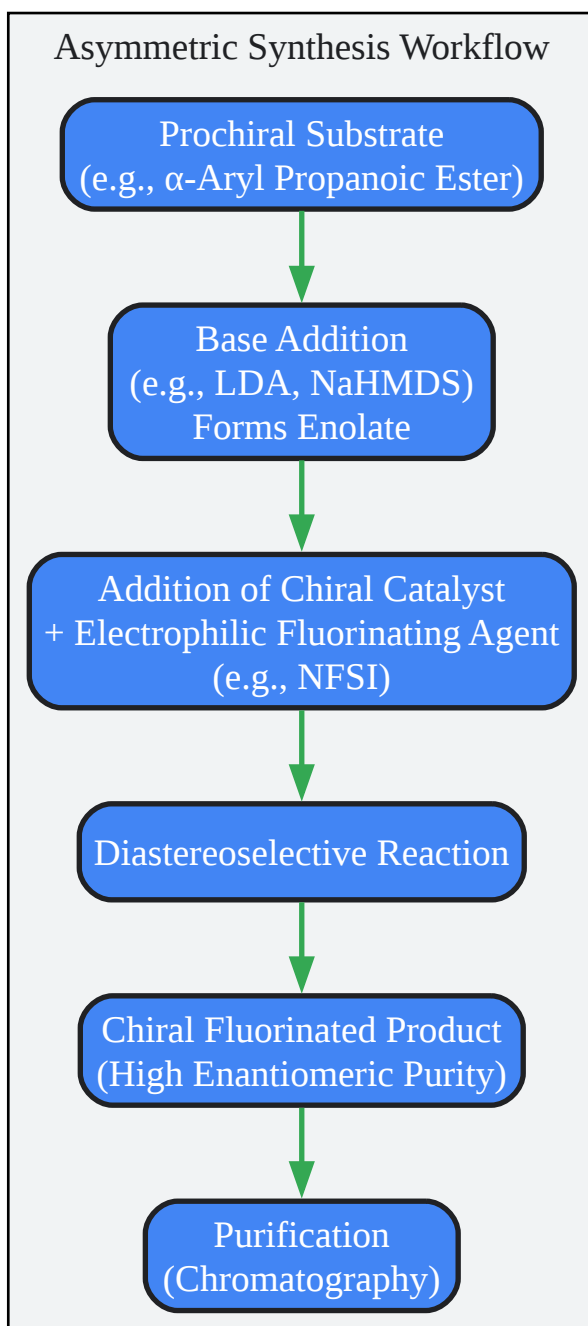 Asymmetric Synthesis Workflow
Prochiral Substrate
(e.g., α-Aryl Propanoic Ester)
Base Addition
(e.g., LDA, NaHMDS)
Forms Enolate
Addition of Chiral Catalyst
+ Electrophilic Fluorinating Agent
(e.g., NFSI)
Diastereoselective Reaction
Chiral Fluorinated Product
(High Enantiomeric Purity)
Purification
(Chromatography)